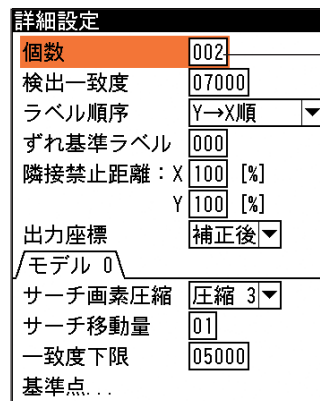 詳細設定
個数 002
検出一致度 07000
ラベル順序 Y→X順
ずれ基準ラベル 000
隣接禁止距離：X 100 [%]
Y 100 [%]
出力座標 補正後
モデル 0
サーチ画素圧縮 圧縮 3
サーチ移動量 01
一致度下限 05000
基準点...